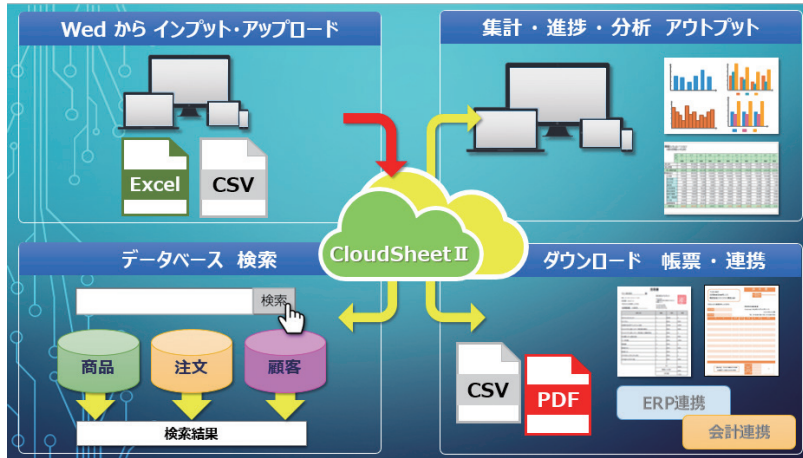 Wed から インプット・アップロード
Excel
CSV
集計・進捗・分析 アウトプット
CloudSheetⅡ
データベース 検索
検索
商品
注文
顧客
検索結果
ダウンロード 帳票・連携
CSV
PDF
ERP連携
会計連携